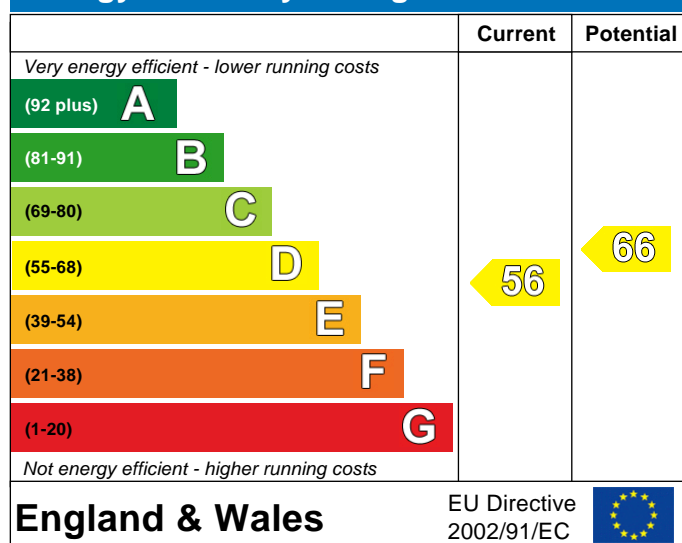 Current Potential
Very energy efficient - lower running costs
(92 plus) A
(81-91) B
(69-80) C
(55-68) D
56
66
(39-54) E
(21-38) F
(1-20) G
Not energy efficient - higher running costs
England & Wales
EU Directive
2002/91/EC